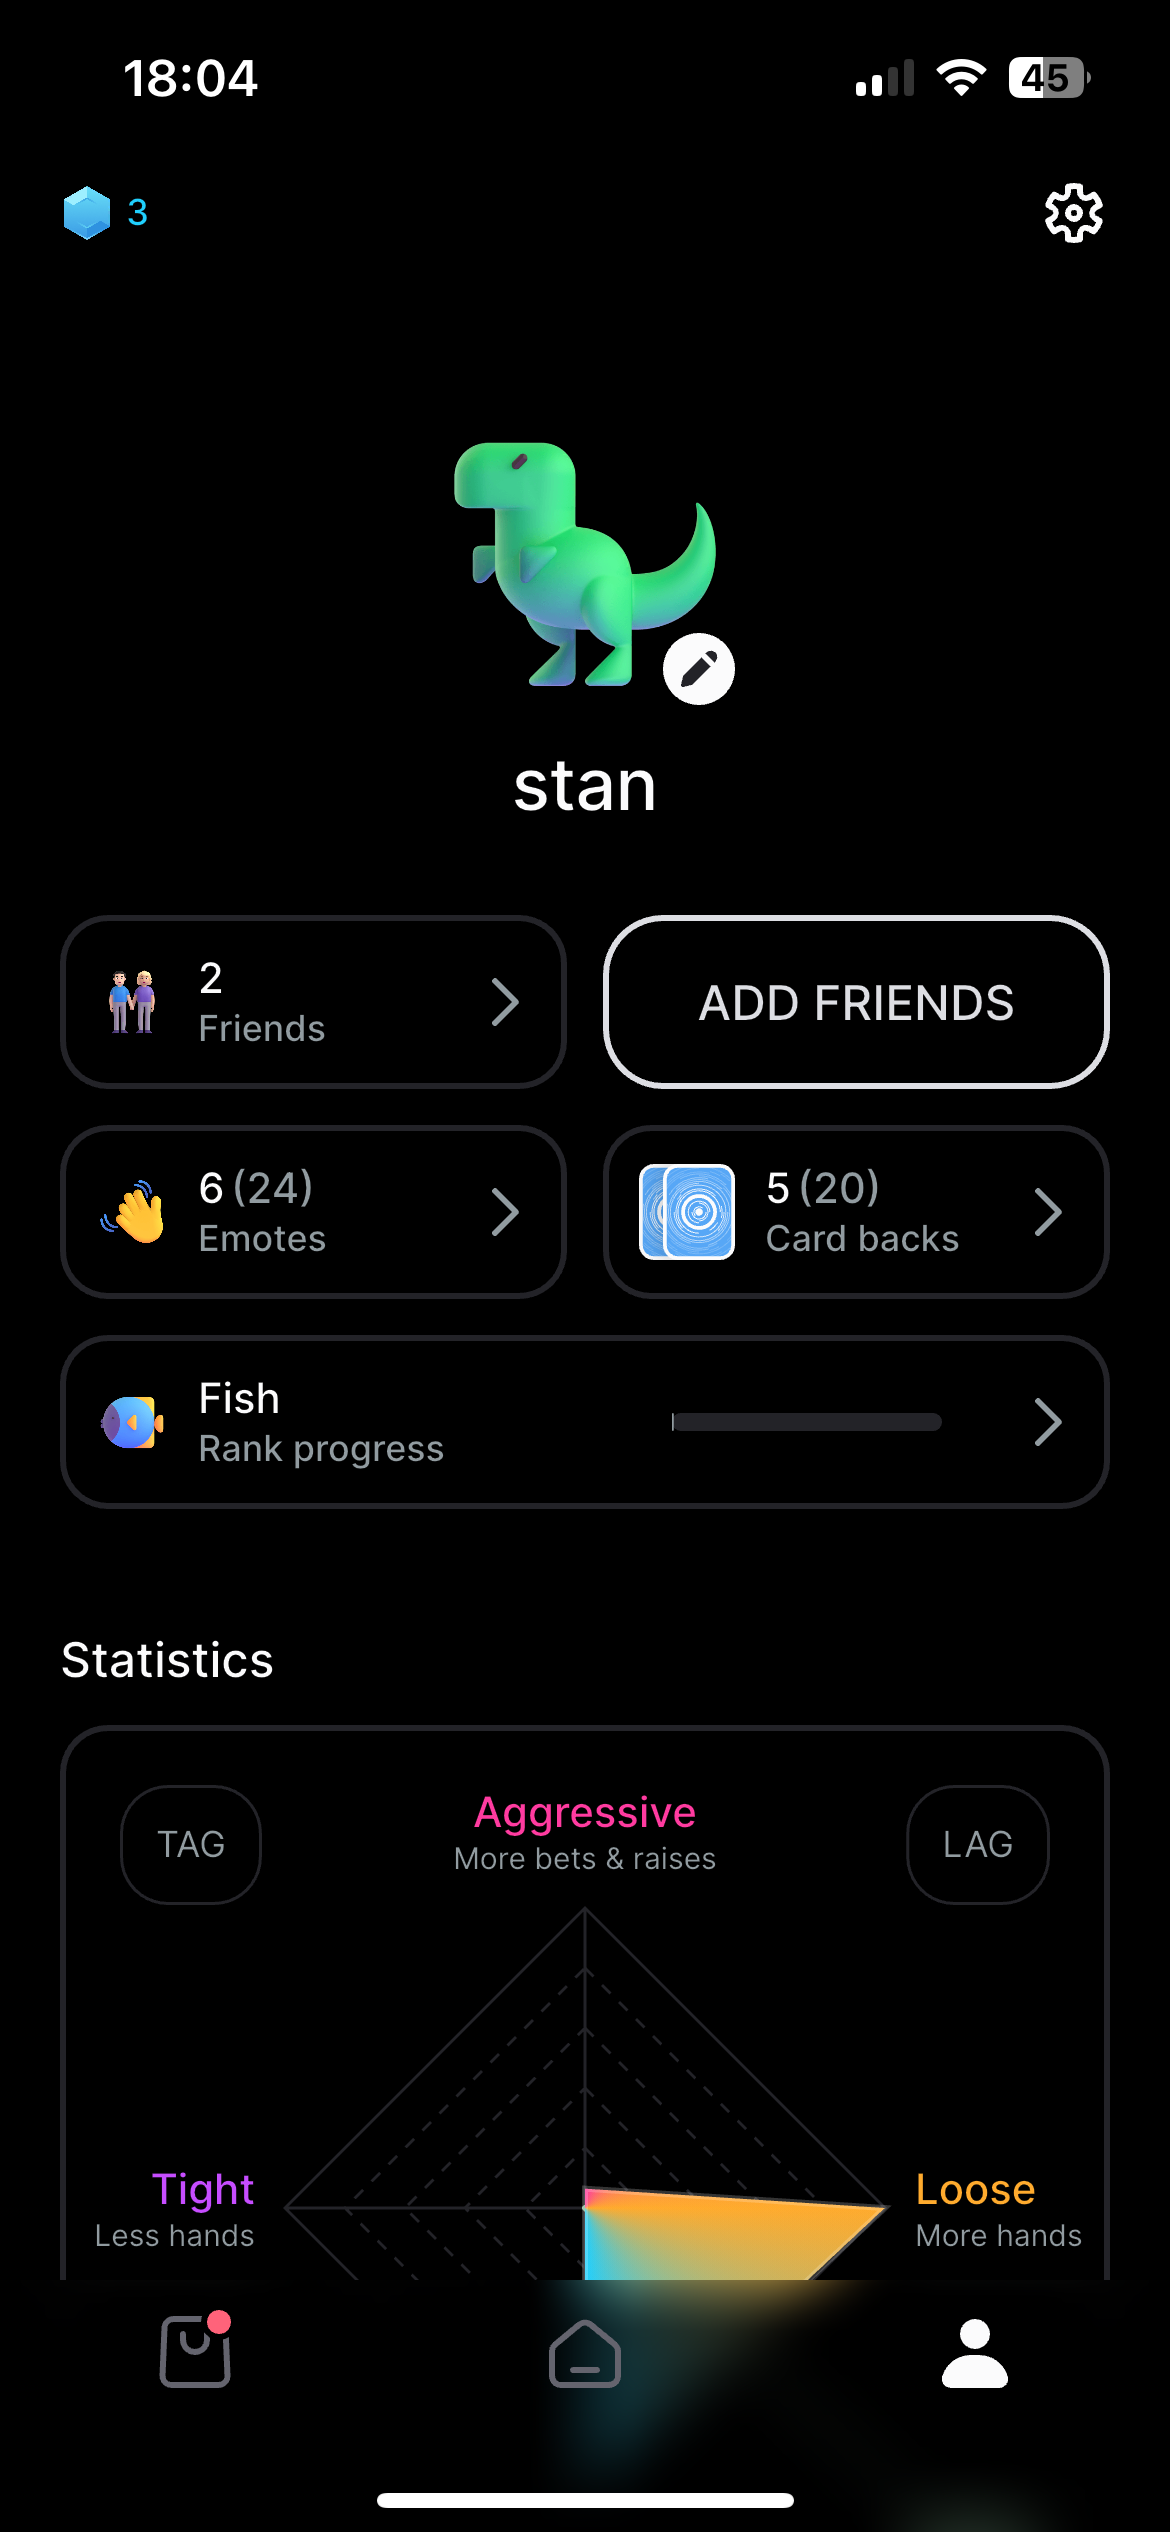 18:04
45
3
stan
2
Friends
ADD FRIENDS
6 (24)
Emotes
5 (20)
Card backs
Fish
Rank progress
Statistics
TAG
Aggressive
More bets & raises
LAG
Tight
Less hands
Loose
More hands